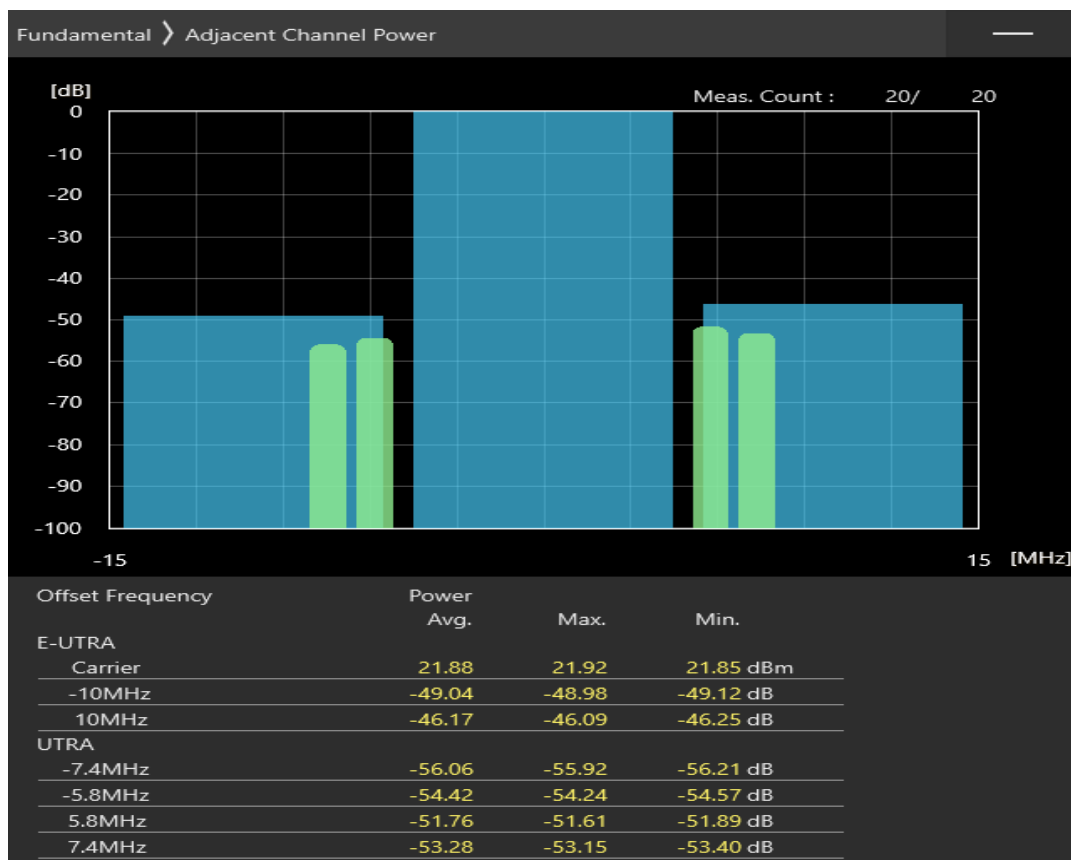 Fundamental ❯ Adjacent Channel Power
[dB]
Meas. Count : 20/ 20
0
-10
-20
-30
-40
-50
-60
-70
-80
-90
-100
-15 15 [MHz]
Offset Frequency Power
Avg. Max. Min.
E-UTRA
Carrier 21.88 21.92 21.85 dBm
-10MHz -49.04 -48.98 -49.12 dB
10MHz -46.17 -46.09 -46.25 dB
UTRA
-7.4MHz -56.06 -55.92 -56.21 dB
-5.8MHz -54.42 -54.24 -54.57 dB
5.8MHz -51.76 -51.61 -51.89 dB
7.4MHz -53.28 -53.15 -53.40 dB